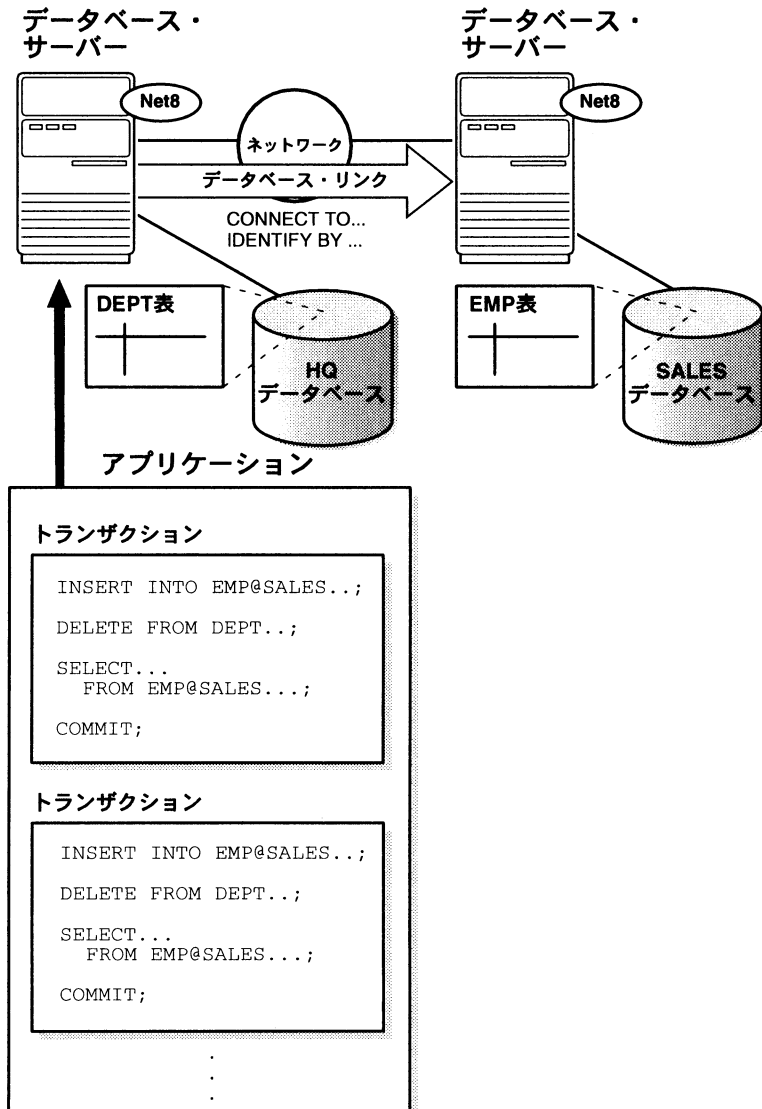 データベース・
サーバー
データベース・
サーバー
Net8
Net8
ネットワーク
データベース・リンク
CONNECT TO...
IDENTIFY BY ...
DEPT表
HQ
データベース
EMP表
SALES
データベース
アプリケーション
トランザクション
INSERT INTO EMP@SALES..;
DELETE FROM DEPT..;
SELECT...
FROM EMP@SALES...;
COMMIT;
トランザクション
INSERT INTO EMP@SALES..;
DELETE FROM DEPT..;
SELECT...
FROM EMP@SALES...;
COMMIT;
.
.
.